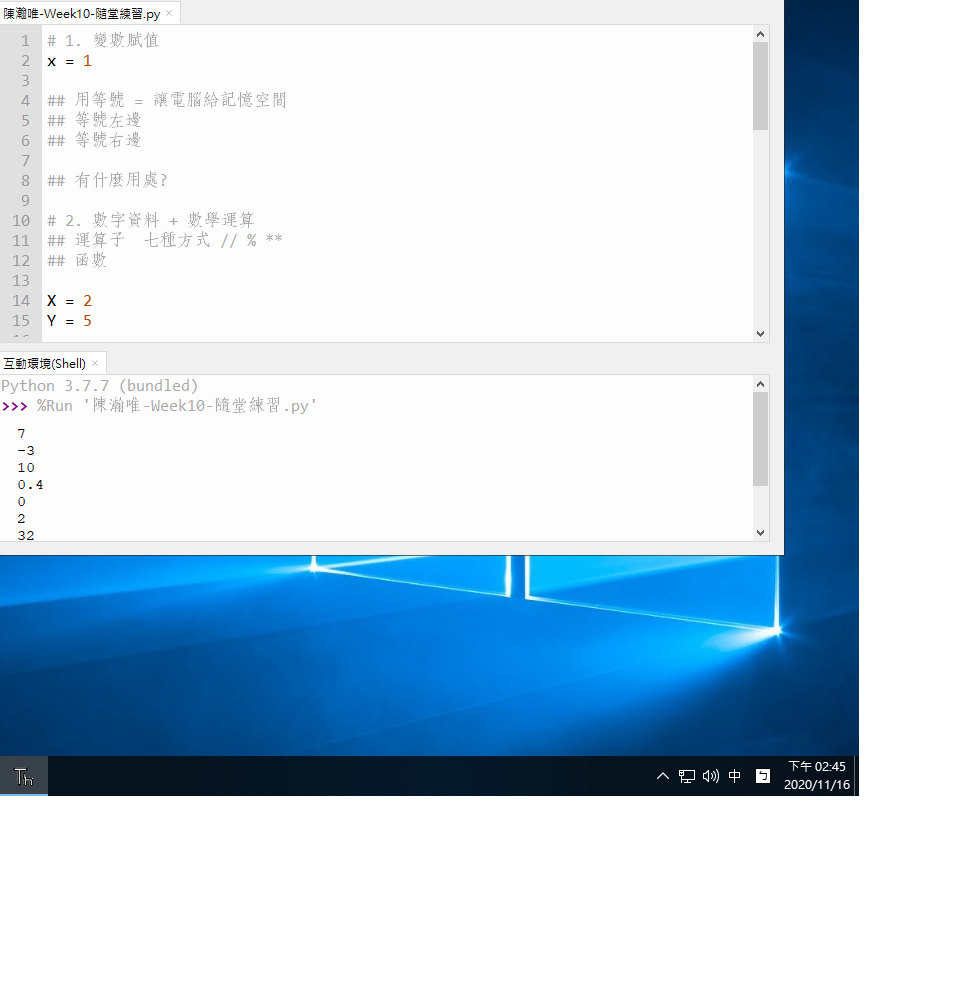 陳瀚唯-Week10-隨堂練習.py ×
1 # 1. 變數賦值
2 x = 1
3
4 ## 用等號 = 讓電腦給記憶空間
5 ## 等號左邊
6 ## 等號右邊
7
8 ## 有什麼用處?
9
10 # 2. 數字資料 + 數學運算
11 ## 運算子  七種方式 // % **
12 ## 函數
13
14 X = 2
15 Y = 5
互動環境(Shell) ×
Python 3.7.7 (bundled)
>>> %Run '陳瀚唯-Week10-隨堂練習.py'
7
-3
10
0.4
0
2
32
Th
中
ㄅ
下午 02:45
2020/11/16